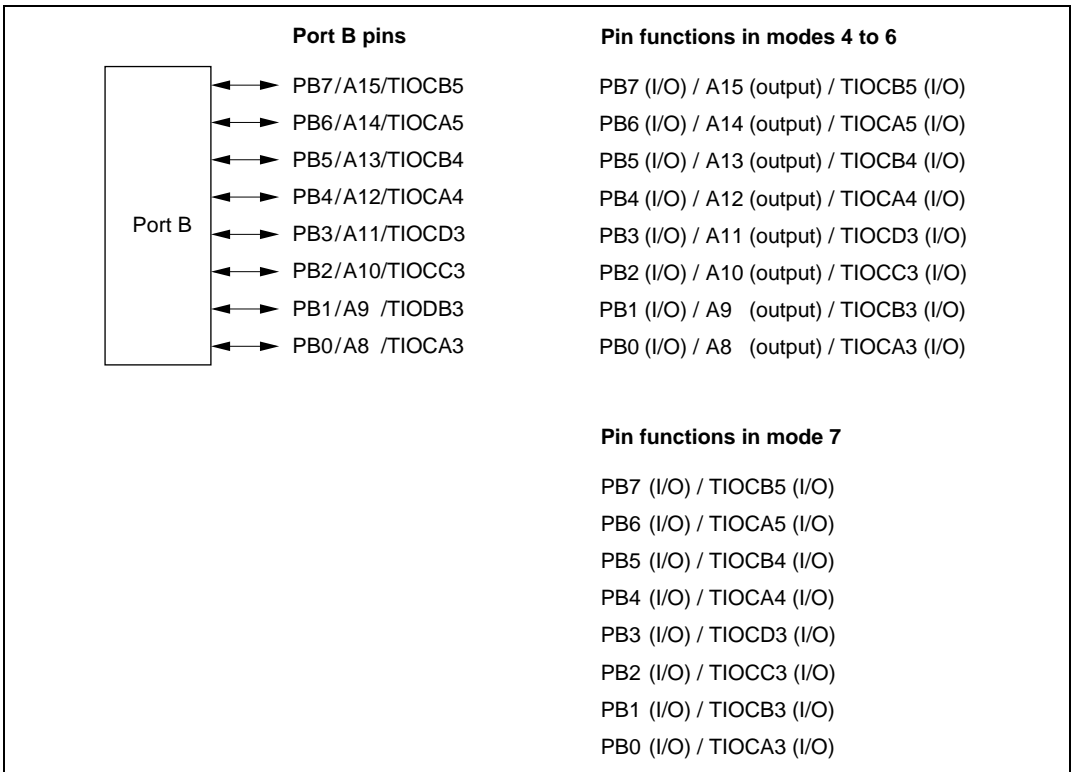 Port B pins
Pin functions in modes 4 to 6
Port B
PB7/A15/TIOCB5
PB7 (I/O) / A15 (output) / TIOCB5 (I/O)
PB6/A14/TIOCA5
PB6 (I/O) / A14 (output) / TIOCA5 (I/O)
PB5/A13/TIOCB4
PB5 (I/O) / A13 (output) / TIOCB4 (I/O)
PB4/A12/TIOCA4
PB4 (I/O) / A12 (output) / TIOCA4 (I/O)
PB3/A11/TIOCD3
PB3 (I/O) / A11 (output) / TIOCD3 (I/O)
PB2/A10/TIOCC3
PB2 (I/O) / A10 (output) / TIOCC3 (I/O)
PB1/A9 /TIODB3
PB1 (I/O) / A9 (output) / TIOCB3 (I/O)
PB0/A8 /TIOCA3
PB0 (I/O) / A8 (output) / TIOCA3 (I/O)
Pin functions in mode 7
PB7 (I/O) / TIOCB5 (I/O)
PB6 (I/O) / TIOCA5 (I/O)
PB5 (I/O) / TIOCB4 (I/O)
PB4 (I/O) / TIOCA4 (I/O)
PB3 (I/O) / TIOCD3 (I/O)
PB2 (I/O) / TIOCC3 (I/O)
PB1 (I/O) / TIOCB3 (I/O)
PB0 (I/O) / TIOCA3 (I/O)